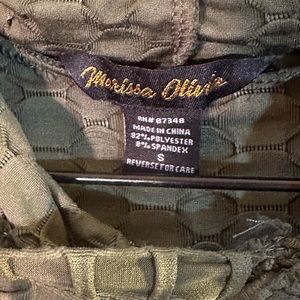 Marissa Olivia
RN# 87348
MADE IN CHINA
92% POLYESTER
8% SPANDEX
S
REVERSE FOR CARE